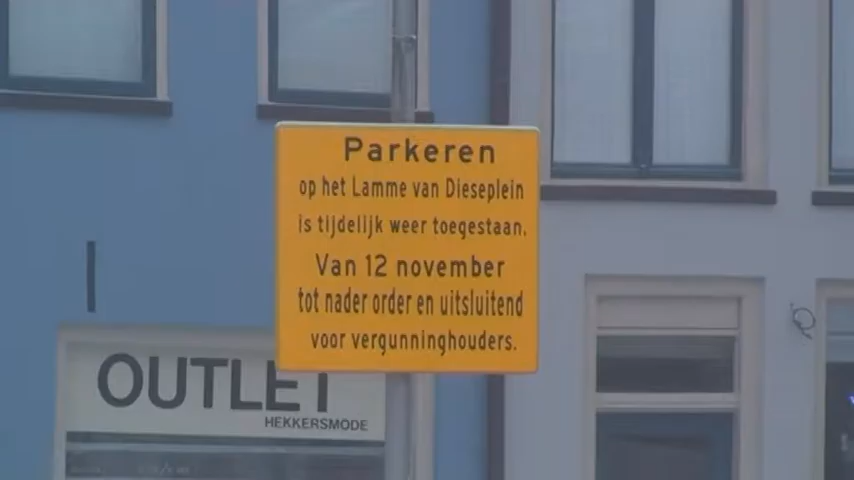 Parkeren
op het Lamme van Dieseplein
is tijdelijk weer toegestaan.
Van 12 november
tot nader order en uitsluitend
voor vergunninghouders.
OUTLET
HEKKERSMODE